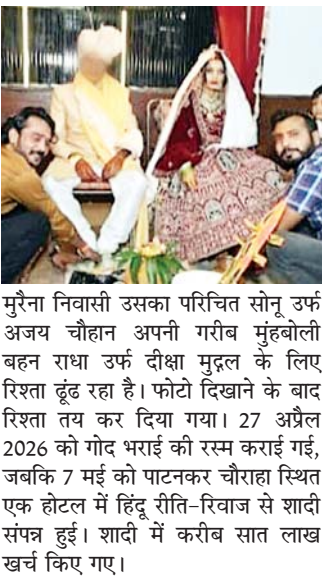 मुरैना निवासी उसका परिचित सोनू उर्फ
अजय चौहान अपनी गरीब मुंहबोली
बहन राधा उर्फ दीक्षा मुद्गल के लिए
रिश्ता ढूंढ रहा है। फोटो दिखाने के बाद
रिश्ता तय कर दिया गया। 27 अप्रैल
2026 को गोद भराई की रस्म कराई गई,
जबकि 7 मई को पाटनकर चौराहा स्थित
एक होटल में हिंदू रीति-रिवाज से शादी
संपन्न हुई। शादी में करीब सात लाख
खर्च किए गए।